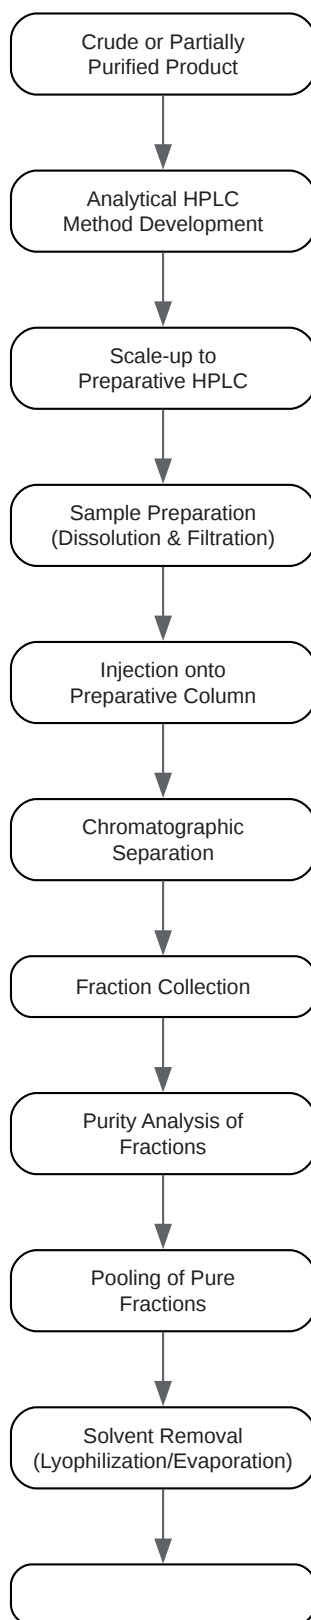 Crude or Partially
Purified Product
Analytical HPLC
Method Development
Scale-up to
Preparative HPLC
Sample Preparation
(Dissolution & Filtration)
Injection onto
Preparative Column
Chromatographic
Separation
Fraction Collection
Purity Analysis of
Fractions
Pooling of Pure
Fractions
Solvent Removal
(Lyophilization/Evaporation)